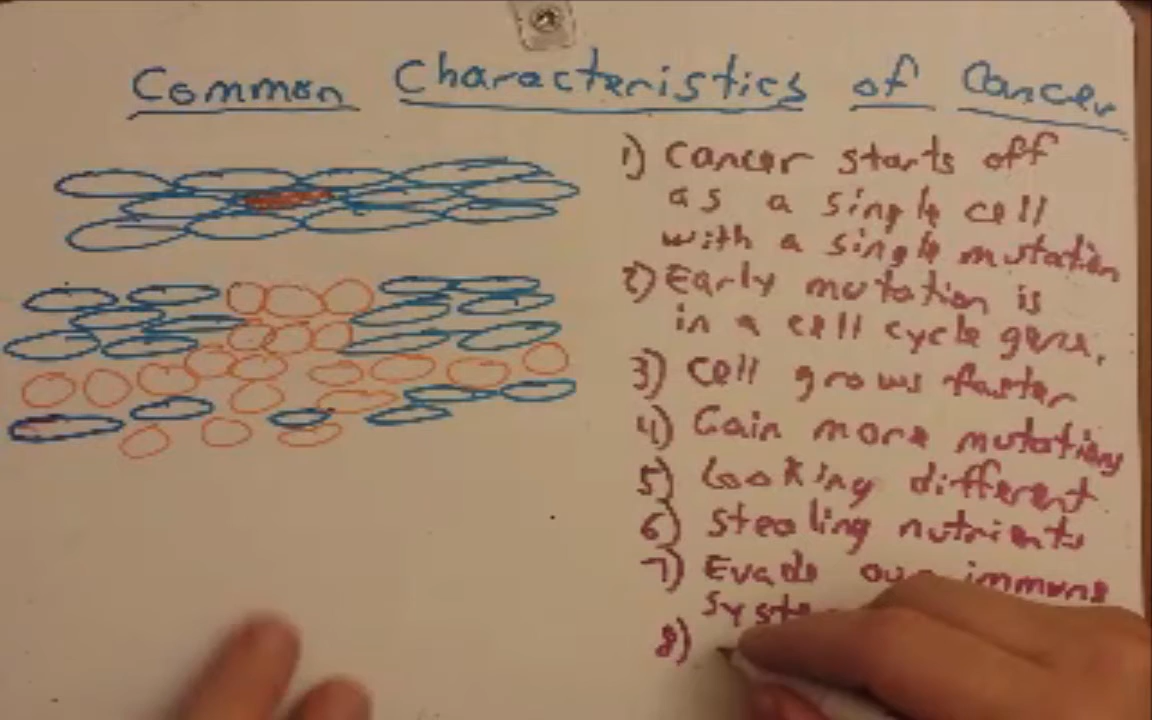 Common Characteristics of Cancer
1) Cancer starts off
as a single cell
with a single mutation
2) Early mutation is
in a cell cycle gene.
3) Cell grows faster
4) Gain more mutations
5) Looking different
6) Stealing nutrients
7) Evade our immune
8)